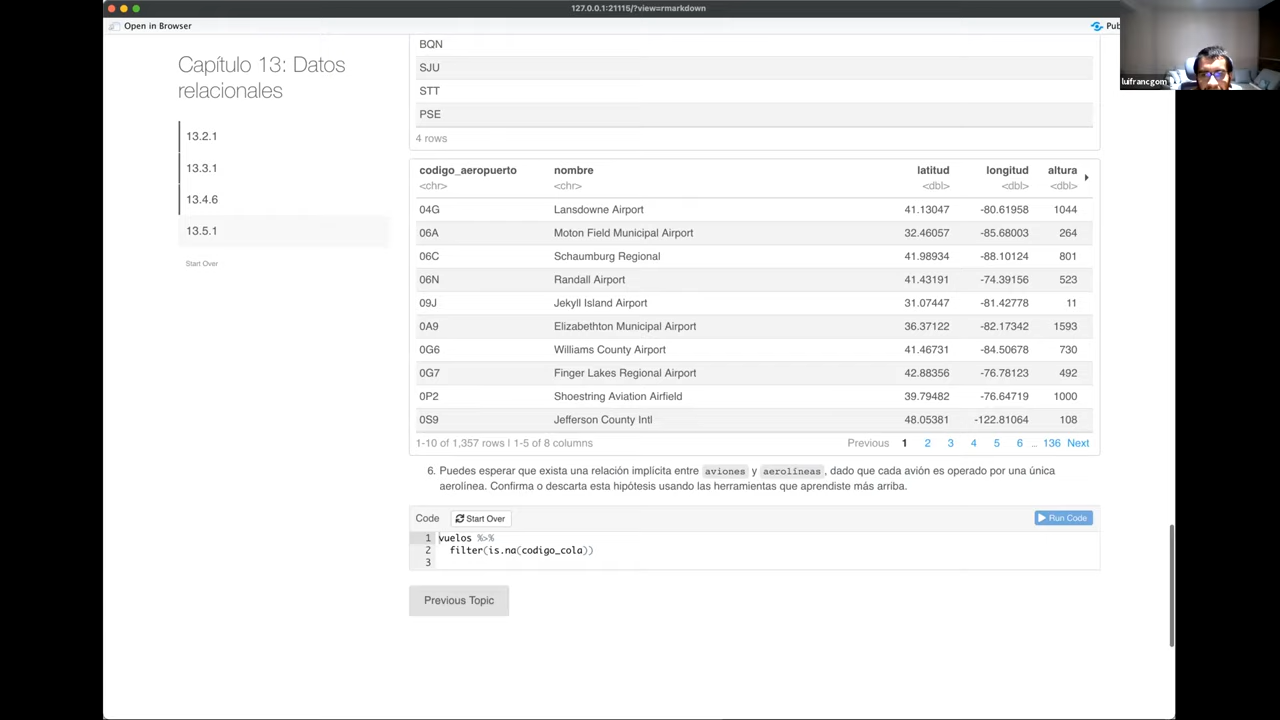 127.0.0.1:21115/?view=rmarkdown
Open in Browser
luifrancgom
Capítulo 13: Datos
relacionales
13.2.1
13.3.1
13.4.6
13.5.1
Start Over
BQN
SJU
STT
PSE
4 rows
codigo_aeropuerto nombre latitud longitud altura
<chr> <chr> <dbl> <dbl> <dbl>
04G Lansdowne Airport 41.13047 -80.61958 1044
06A Moton Field Municipal Airport 32.46057 -85.68003 264
06C Schaumburg Regional 41.98934 -88.10124 801
06N Randall Airport 41.43191 -74.39156 523
09J Jekyll Island Airport 31.07447 -81.42778 11
0A9 Elizabethton Municipal Airport 36.37122 -82.17342 1593
0G6 Williams County Airport 41.46731 -84.50678 730
0G7 Finger Lakes Regional Airport 42.88356 -76.78123 492
0P2 Shoestring Aviation Airfield 39.79482 -76.64719 1000
0S9 Jefferson County Intl 48.05381 -122.81064 108
1-10 of 1,357 rows | 1-5 of 8 columns Previous 1 2 3 4 5 6 ... 136 Next
6. Puedes esperar que exista una relación implícita entre aviones y aerolíneas, dado que cada avión es operado por una única
aerolínea. Confirma o descarta esta hipótesis usando las herramientas que aprendiste más arriba.
Code Start Over Run Code
1 vuelos %>%
2 filter(is.na(codigo_cola))
3
Previous Topic